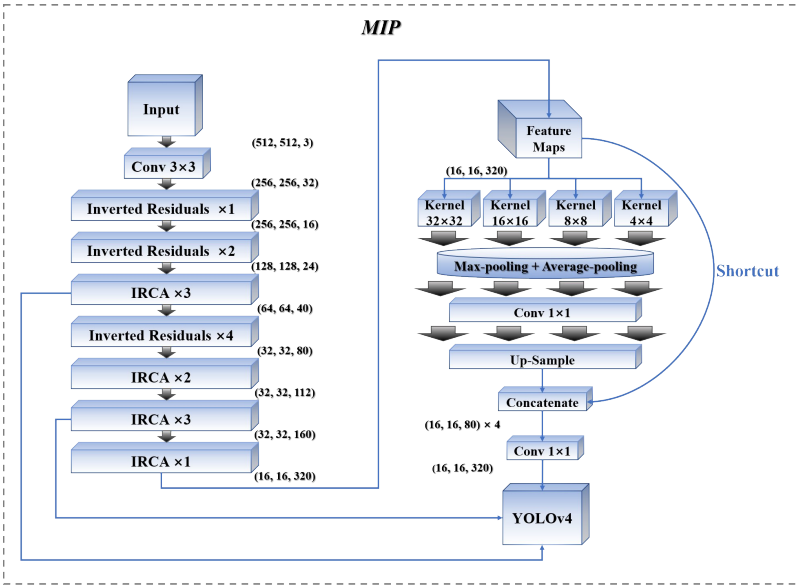 MIP
Input
(512, 512, 3)
Conv 3×3
(256, 256, 32)
Inverted Residuals ×1
(256, 256, 16)
Inverted Residuals ×2
(128, 128, 24)
IRCA ×3
(64, 64, 40)
Inverted Residuals ×4
(32, 32, 80)
IRCA ×2
(32, 32, 112)
IRCA ×3
(32, 32, 160)
IRCA ×1
(16, 16, 320)
Feature
Maps
(16, 16, 320)
Kernel
32×32
Kernel
16×16
Kernel
8×8
Kernel
4×4
Max-pooling + Average-pooling
Shortcut
Conv 1×1
Up-Sample
Concatenate
(16, 16, 80) × 4
Conv 1×1
(16, 16, 320)
YOLOv4